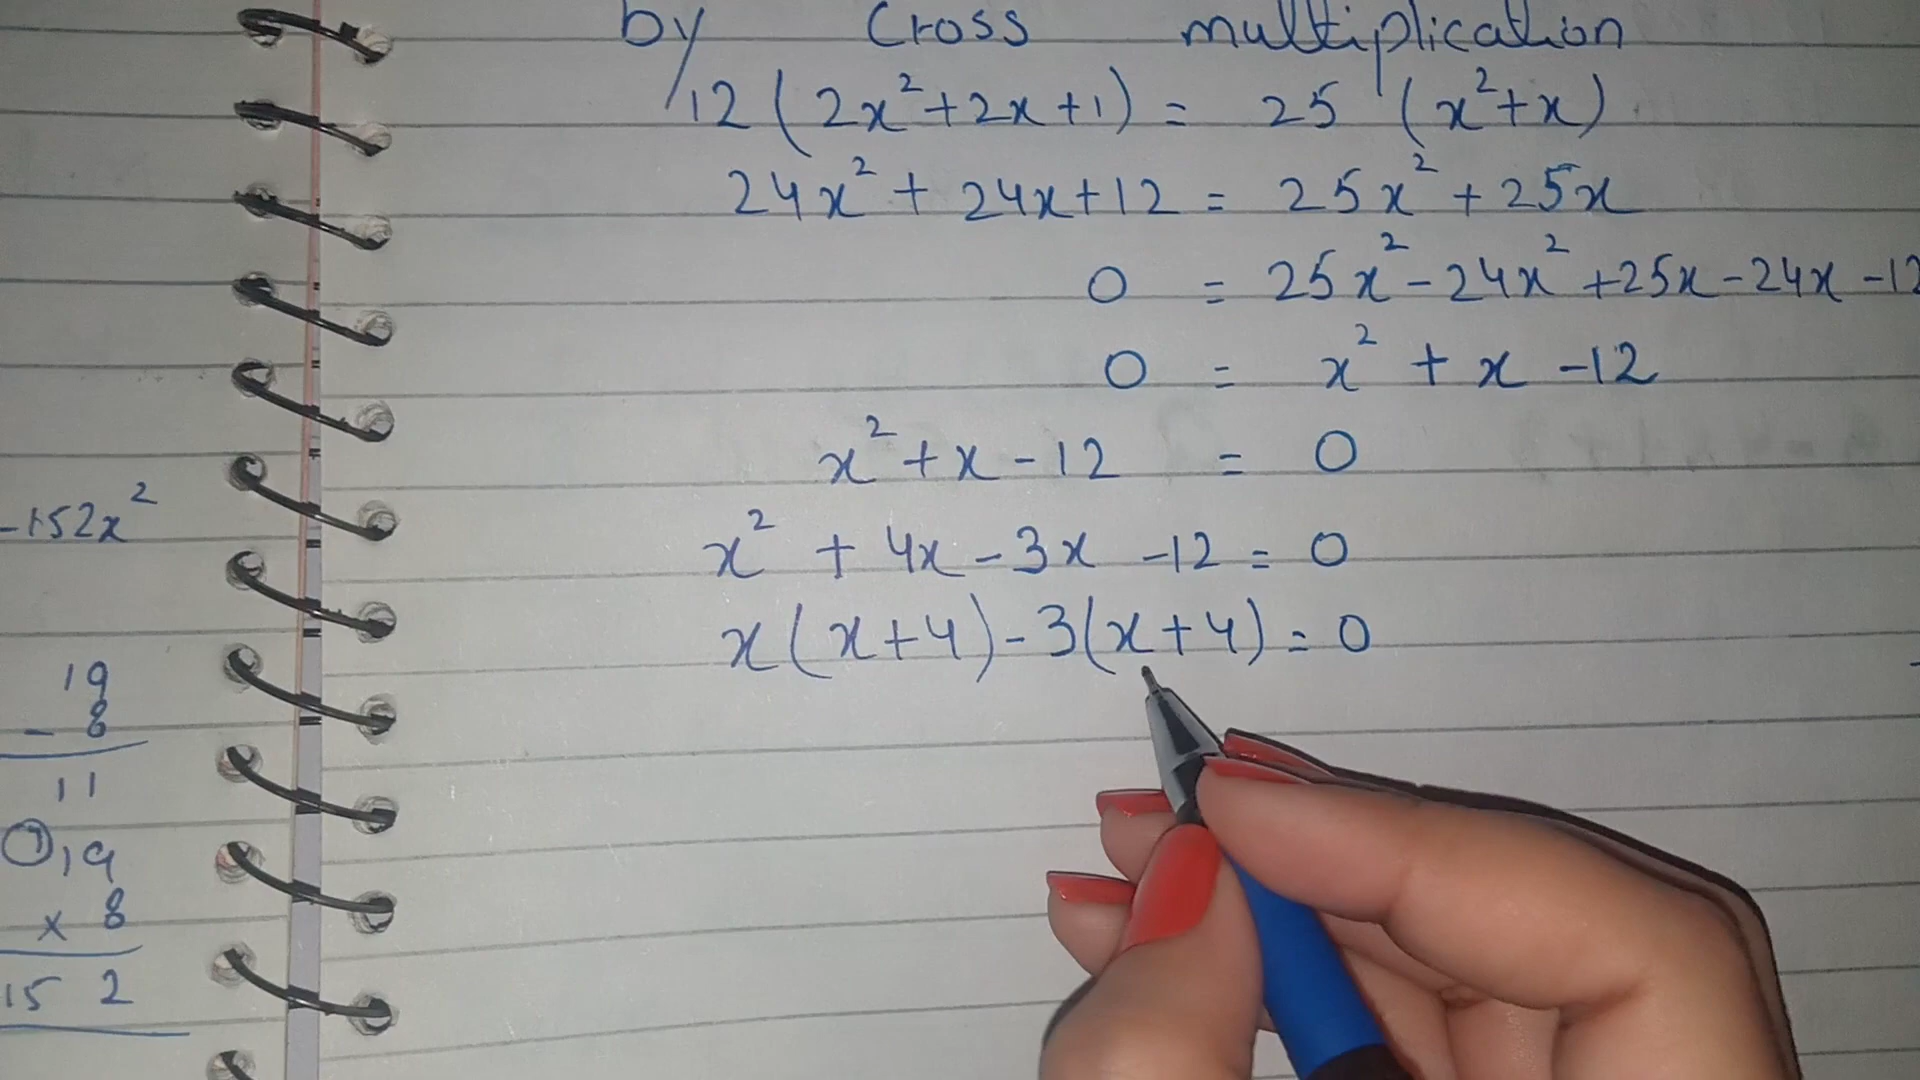 by Cross multiplication
12 (2x²+2x+1) = 25 (x²+x)
24x² + 24x+12 = 25x² + 25x
0 = 25x² - 24x² +25x - 24x -12
0 = x² + x -12
x² + x - 12 = 0
x² + 4x - 3x -12 = 0
x(x+4) - 3(x+4) = 0
-152x²
19
- 8
11
19
x 8
152